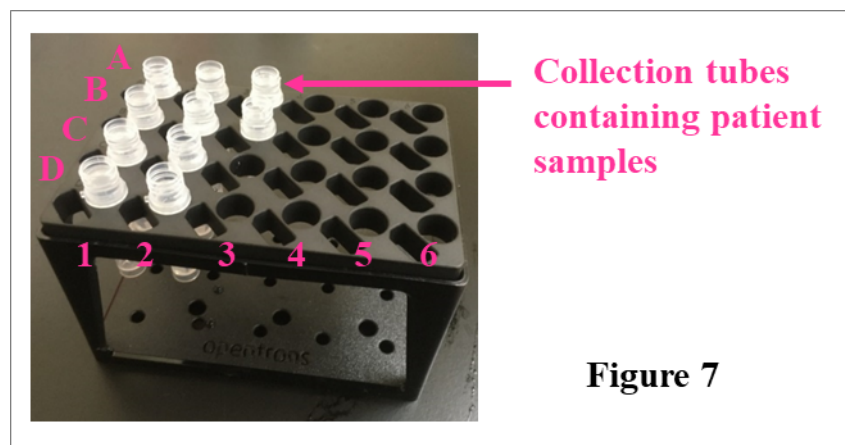 A
B
C
D
Collection tubes
containing patient
samples
1 2 3 4 5 6
opentrons
Figure 7